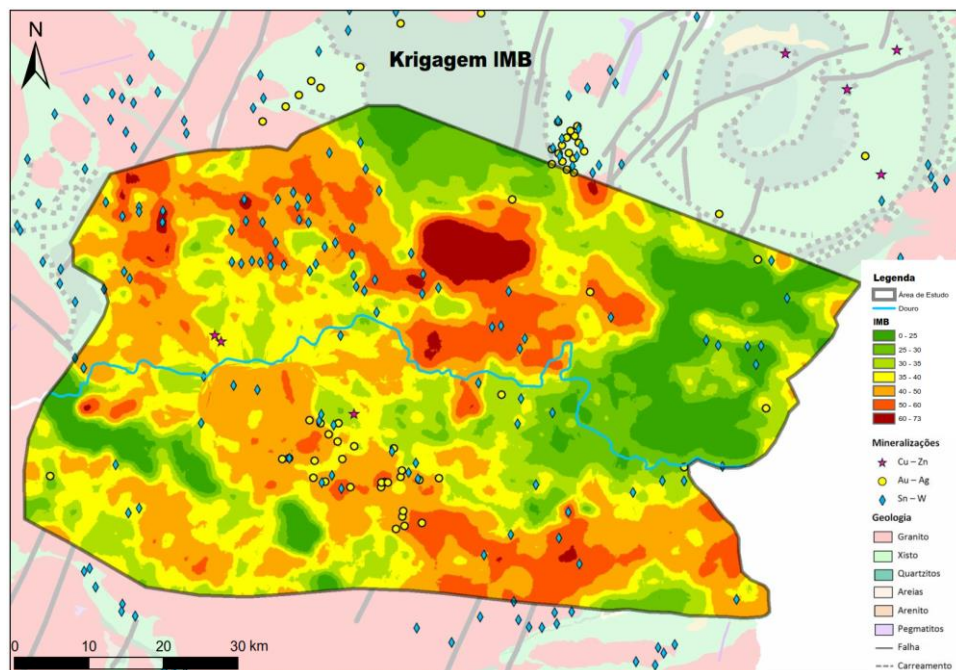 N
Krigagem IMB
Legenda
Área de Estudo
Douro
IMB
0 - 25
25 - 30
30 - 35
35 - 40
40 - 50
50 - 60
60 - 73
Mineralizações
Cu – Zn
Au – Ag
Sn – W
Geologia
Granito
Xisto
Quartzitos
Areias
Arenito
Pegmatitos
Falha
Carreamento
0 10 20 30 km